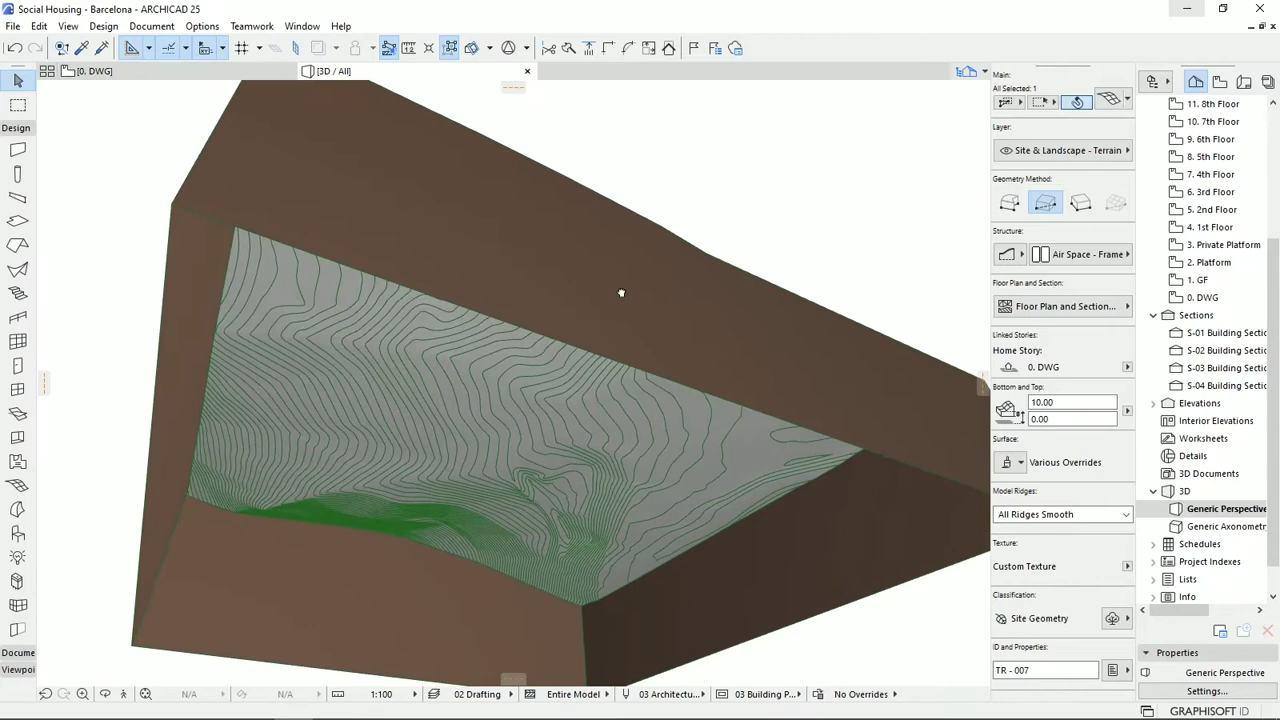 Social Housing - Barcelona - ARCHICAD 25
File Edit View Design Document Options Teamwork Window Help
[0. DWG]
[3D / All]
Design
Docume
Viewpoi
Main:
All Selected: 1
Layer:
Site & Landscape - Terrain
Geometry Method:
Structure:
Air Space - Frame
Floor Plan and Section:
Floor Plan and Section...
Linked Stories:
Home Story:
0. DWG
Bottom and Top:
10.00
0.00
Surface:
Various Overrides
Model Ridges:
All Ridges Smooth
Texture:
Custom Texture
Classification:
Site Geometry
ID and Properties:
TR - 007
11. 8th Floor
10. 7th Floor
9. 6th Floor
8. 5th Floor
7. 4th Floor
6. 3rd Floor
5. 2nd Floor
4. 1st Floor
3. Private Platform
2. Platform
1. GF
0. DWG
Sections
S-01 Building Secti
S-02 Building Secti
S-03 Building Secti
S-04 Building Secti
Elevations
Interior Elevations
Worksheets
Details
3D Documents
3D
Generic Perspective
Generic Axonometr
Schedules
Project Indexes
Lists
Info
Properties
Generic Perspective
Settings...
N/A
N/A
1:100
02 Drafting
Entire Model
03 Architectu...
03 Building P...
No Overrides
GRAPHISOFT ID